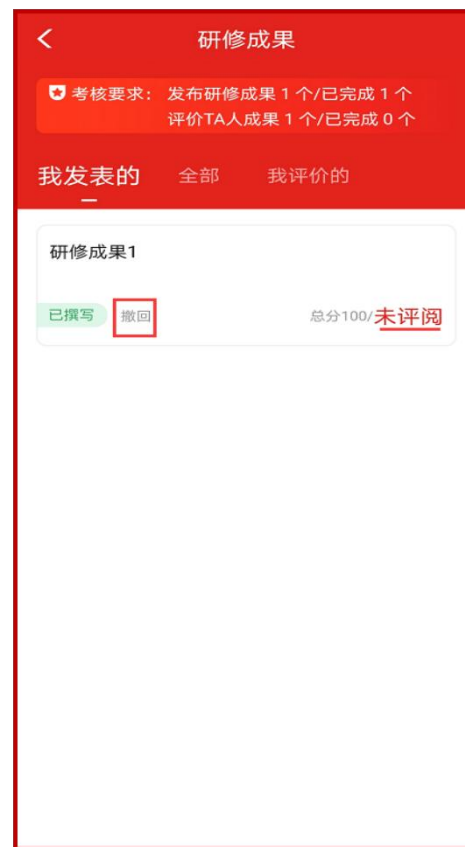 研修成果
考核要求： 发布研修成果 1 个/已完成 1 个
评价TA人成果 1 个/已完成 0 个
我发表的 全部 我评价的
研修成果1
已撰写 撤回 总分100/未评阅